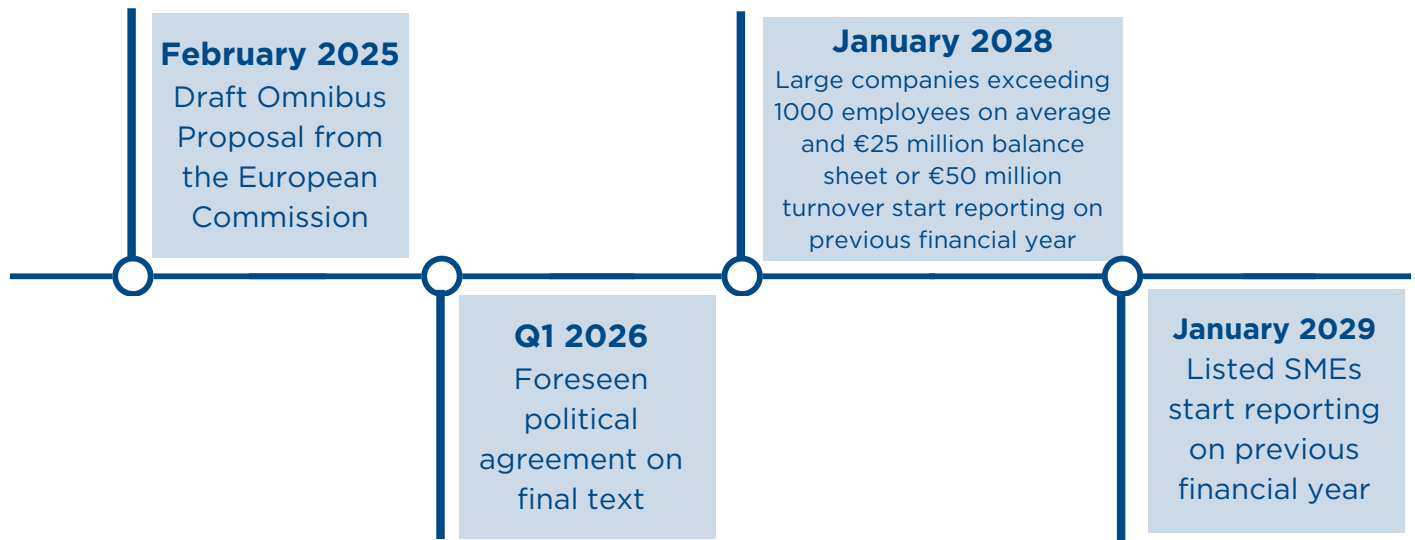 February 2025
Draft Omnibus
Proposal from
the European
Commission
Q1 2026
Foreseen
political
agreement on
final text
January 2028
Large companies exceeding
1000 employees on average
and €25 million balance
sheet or €50 million
turnover start reporting on
previous financial year
January 2029
Listed SMEs
start reporting
on previous
financial year